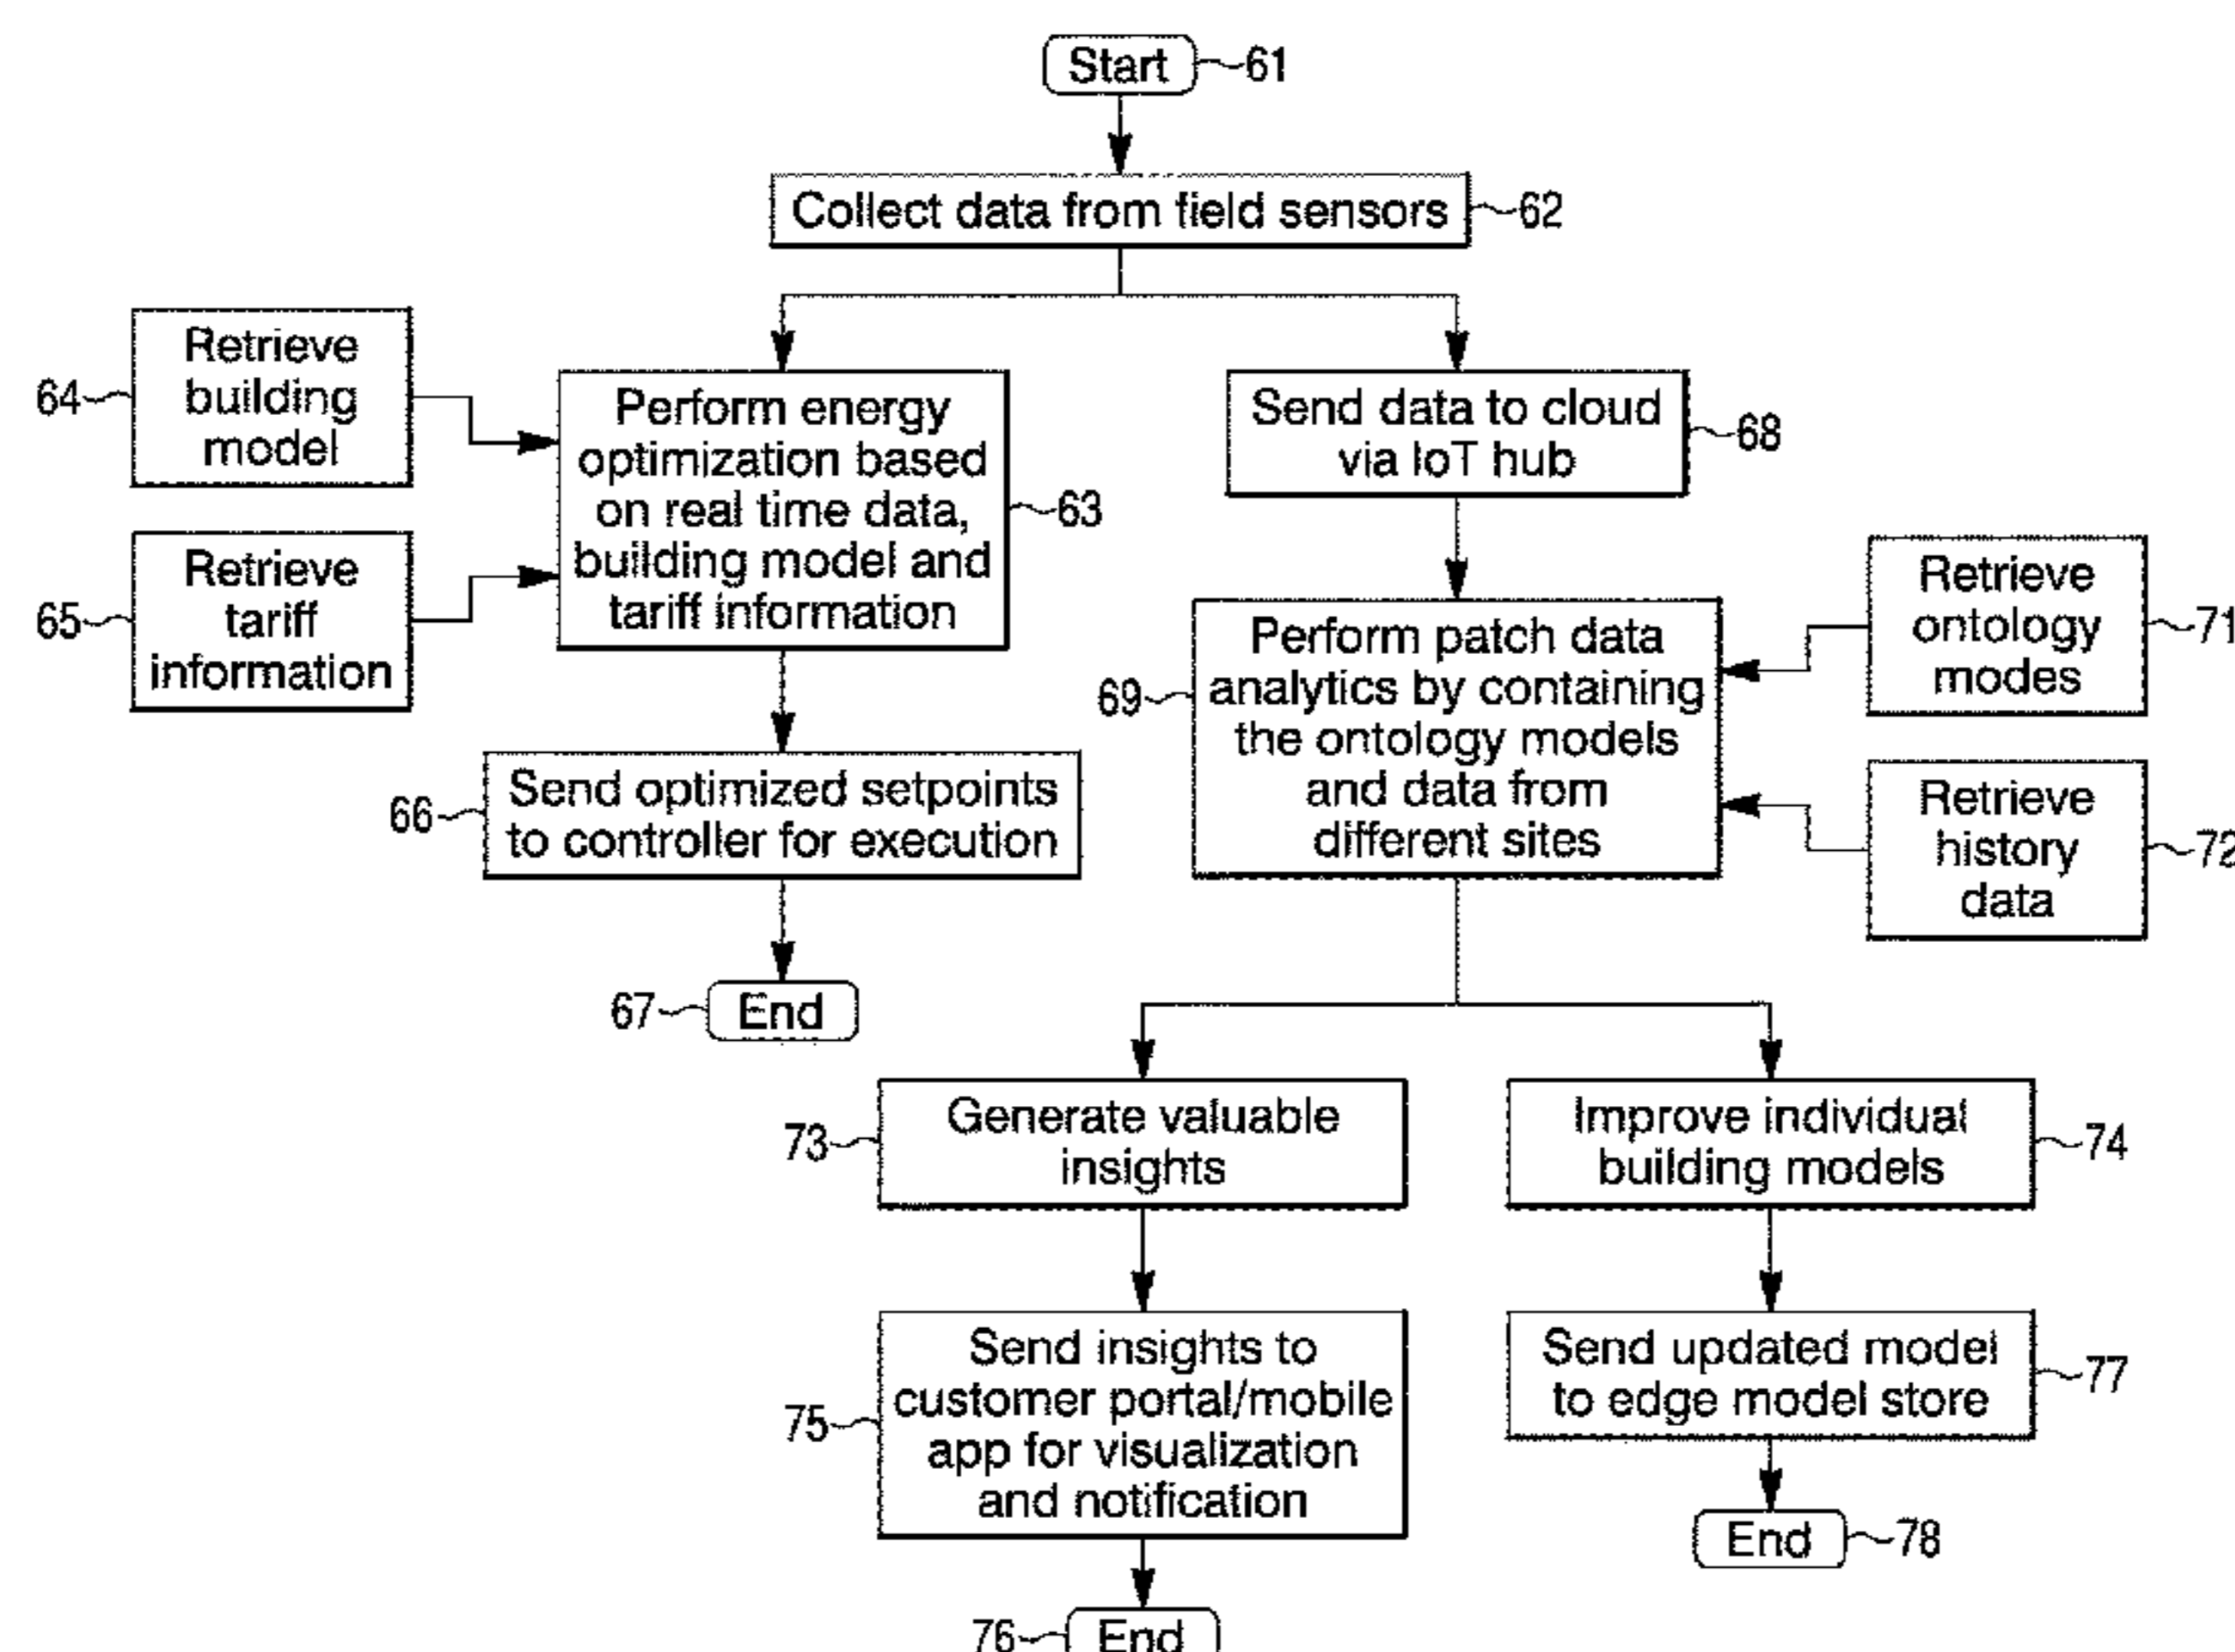 Start
61
Collect data from field sensors
62
Retrieve
building
model
64
Perform energy
optimization based
on real time data,
building model and
tariff information
63
Send data to cloud
via IoT hub
68
Retrieve
tariff
information
65
Retrieve
ontology
modes
71
Perform patch data
analytics by containing
the ontology models
and data from
different sites
69
Send optimized setpoints
to controller for execution
66
Retrieve
history
data
72
End
67
Generate valuable
insights
73
Improve individual
building models
74
Send insights to
customer portal/mobile
app for visualization
and notification
75
Send updated model
to edge model store
77
End
78
End
76